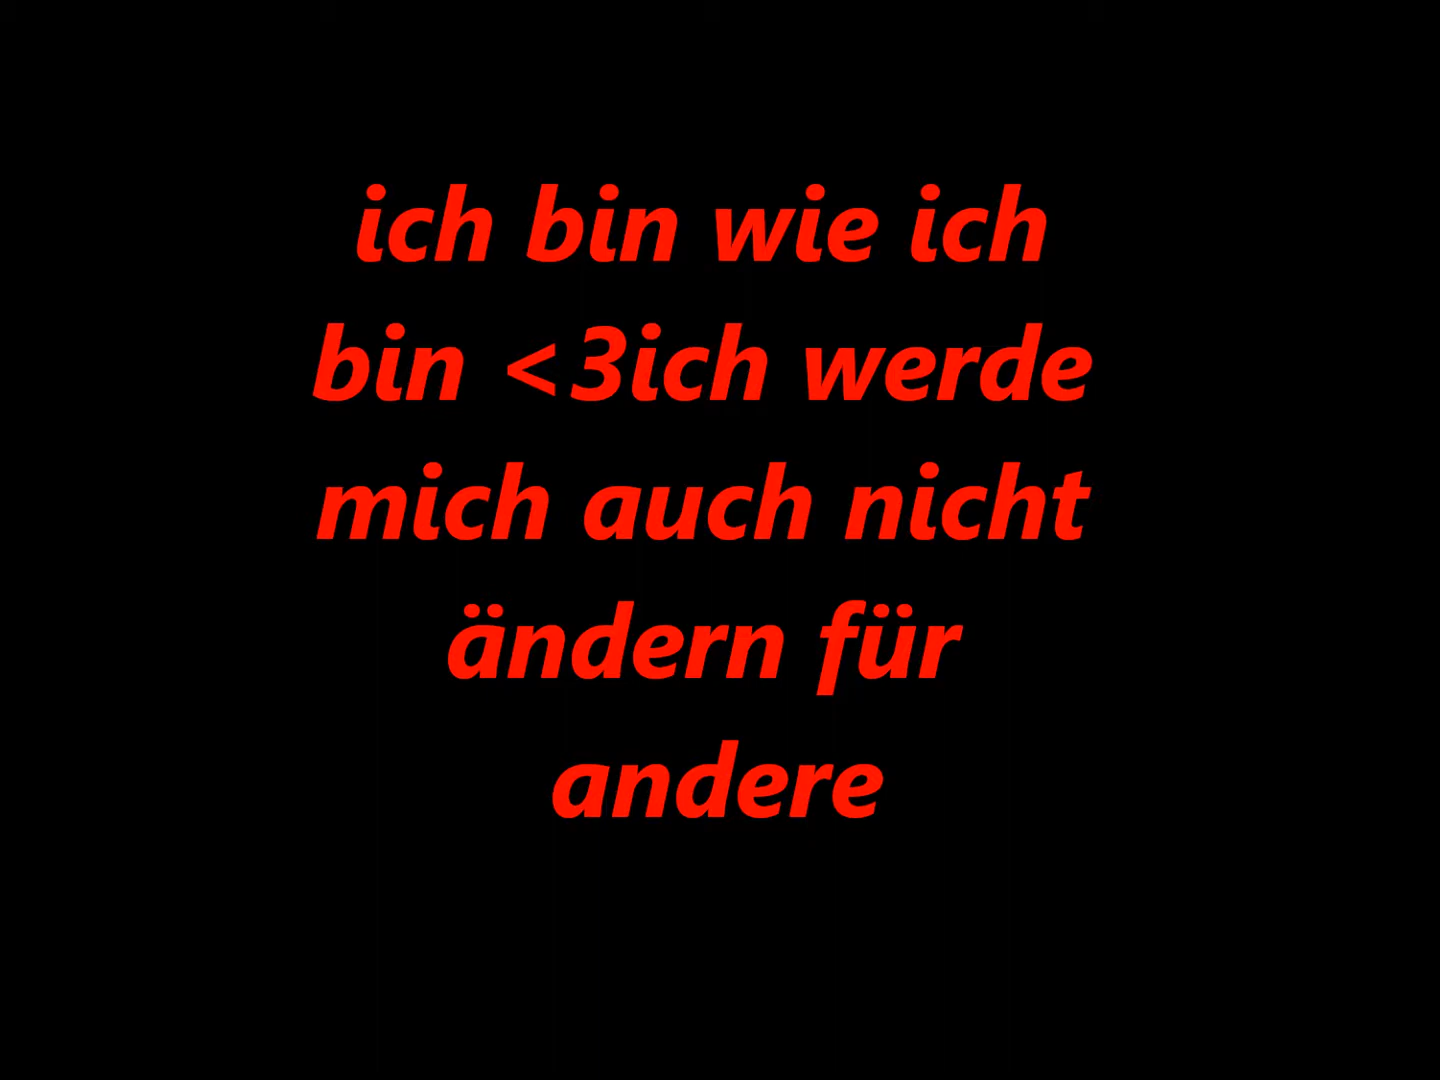 ich bin wie ich
bin <3ich werde
mich auch nicht
ändern für
andere